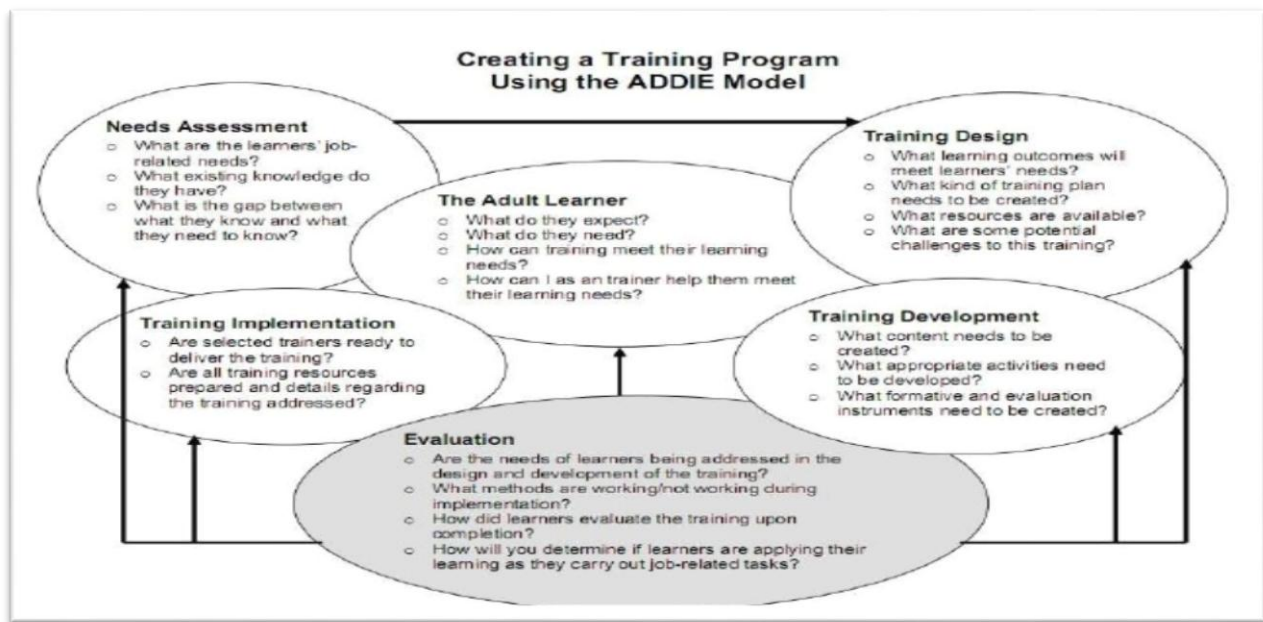 Creating a Training Program
Using the ADDIE Model
Needs Assessment
o What are the learners' job-
related needs?
o What existing knowledge do
they have?
o What is the gap between
what they know and what
they need to know?
Training Design
o What learning outcomes will
meet learners' needs?
o What kind of training plan
needs to be created?
o What resources are available?
o What are some potential
challenges to this training?
The Adult Learner
o What do they expect?
o What do they need?
o How can training meet their learning
needs?
o How can I as an trainer help them meet
their learning needs?
Training Implementation
o Are selected trainers ready to
deliver the training?
o Are all training resources
prepared and details regarding
the training addressed?
Training Development
o What content needs to be
created?
o What appropriate activities need
to be developed?
o What formative and evaluation
instruments need to be created?
Evaluation
o Are the needs of learners being addressed in the
design and development of the training?
o What methods are working/not working during
implementation?
o How did learners evaluate the training upon
completion?
o How will you determine if learners are applying their
learning as they carry out job-related tasks?